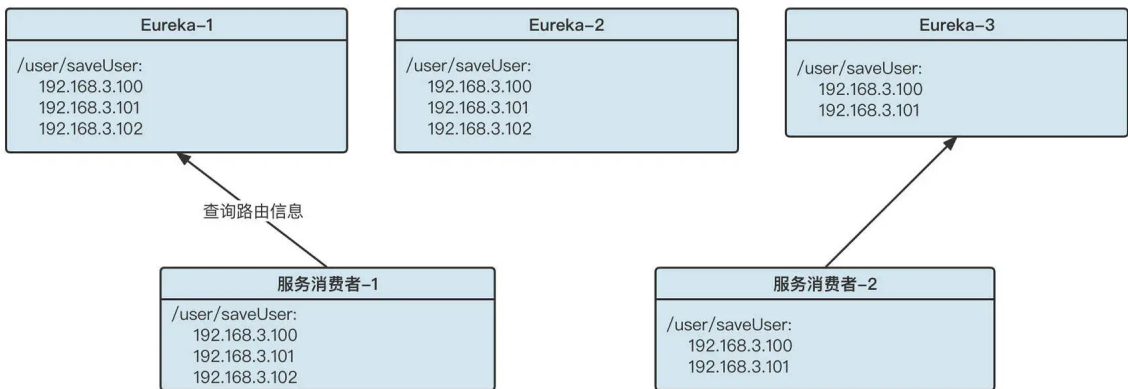 Eureka-1
/user/saveUser:
192.168.3.100
192.168.3.101
192.168.3.102
Eureka-2
/user/saveUser:
192.168.3.100
192.168.3.101
192.168.3.102
Eureka-3
/user/saveUser:
192.168.3.100
192.168.3.101
查询路由信息
服务消费者-1
/user/saveUser:
192.168.3.100
192.168.3.101
192.168.3.102
服务消费者-2
/user/saveUser:
192.168.3.100
192.168.3.101